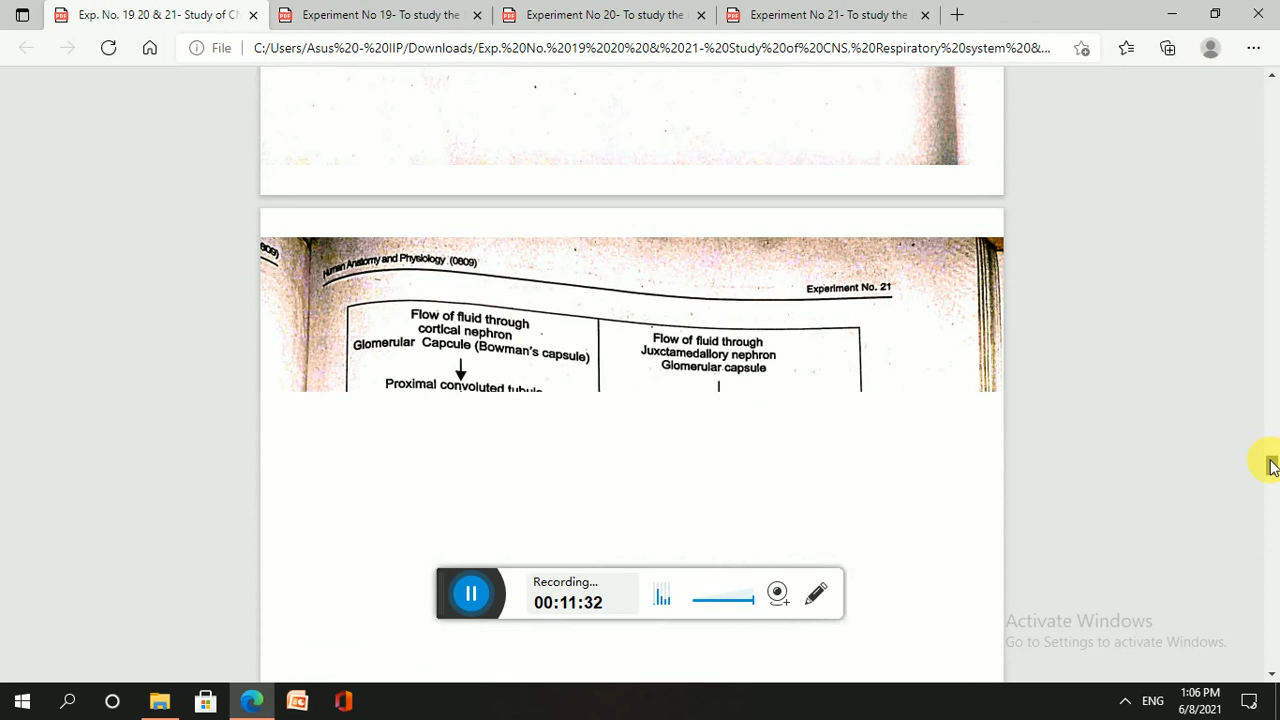 Exp. No. 19 20 & 21- Study of CN
Experiment No 19- To study the
Experiment No 20- To study the
Experiment No 21- To study the
File
C:/Users/Asus%20-%20IIP/Downloads/Exp.%20No.%2019%2020%20&%2021-%20Study%20of%20CNS.%20Respiratory%20system%20&...
809)
Human Anatomy and Physiology (0809)
Experiment No. 21
Flow of fluid through
cortical nephron
Glomerular Capcule (Bowman's capsule)
Proximal convoluted tubule
Flow of fluid through
Juxctamedallory nephron
Glomerular capsule
Recording...
00:11:32
Activate Windows
Go to Settings to activate Windows.
ENG
1:06 PM
6/8/2021